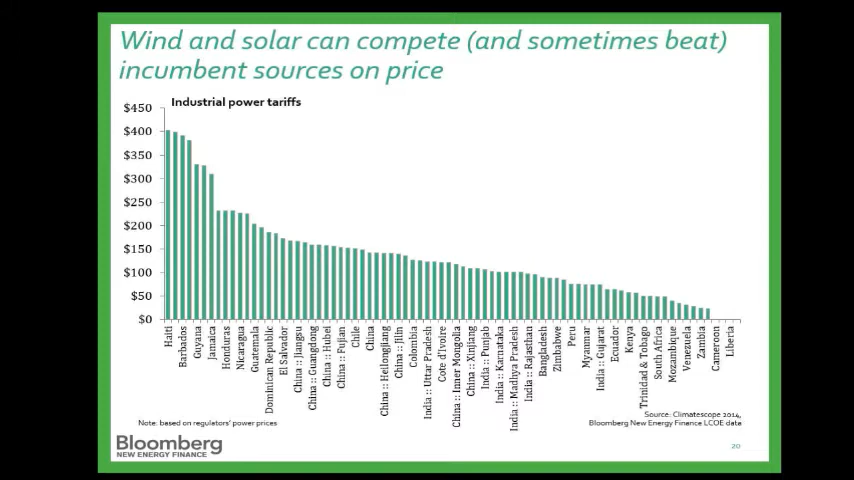 Wind and solar can compete (and sometimes beat)
incumbent sources on price
Industrial power tariffs
$450
$400
$350
$300
$250
$200
$150
$100
$50
$0
Haiti
Barbados
Guyana
Jamaica
Honduras
Nicaragua
Guatemala
Dominican Republic
El Salvador
China :: Jiangsu
China :: Guangdong
China :: Hubei
China :: Fujian
Chile
China
China :: Heilongjiang
China :: Jilin
Colombia
India :: Uttar Pradesh
Cote d'Ivoire
China :: Inner Mongolia
China :: Xinjiang
India :: Punjab
India :: Karnataka
India :: Madhya Pradesh
India :: Rajasthan
Bangladesh
Zimbabwe
Peru
Myanmar
India :: Gujarat
Ecuador
Kenya
Trinidad & Tobago
South Africa
Mozambique
Venezuela
Zambia
Cameroon
Liberia
Note: based on regulators' power prices
Source: Climatescope 2014,
Bloomberg New Energy Finance LCOE data
Bloomberg
NEW ENERGY FINANCE
20